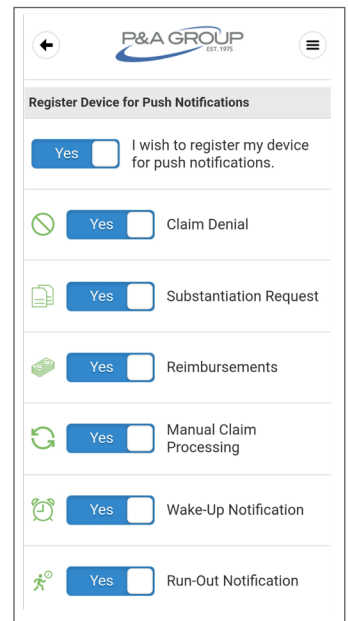 P&A GROUP
EST. 1975
Register Device for Push Notifications
Yes
I wish to register my device
for push notifications.
Yes
Claim Denial
Yes
Substantiation Request
Yes
Reimbursements
Yes
Manual Claim
Processing
Yes
Wake-Up Notification
Yes
Run-Out Notification